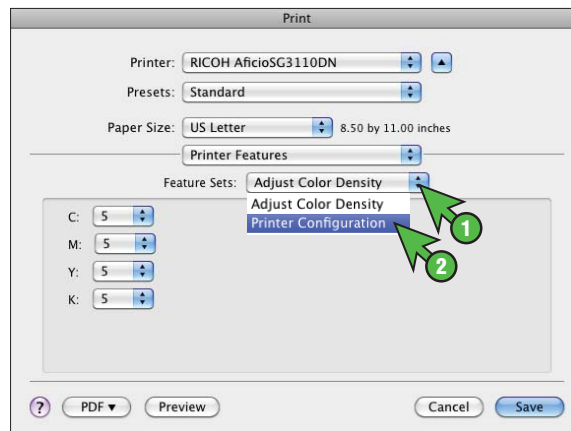 Print
Printer: RICOH AficioSG3110DN
Presets: Standard
Paper Size: US Letter 8.50 by 11.00 inches
Printer Features
Feature Sets: Adjust Color Density
Adjust Color Density
Printer Configuration
1
2
C: 5
M: 5
Y: 5
K: 5
? PDF ▼ Preview Cancel Save